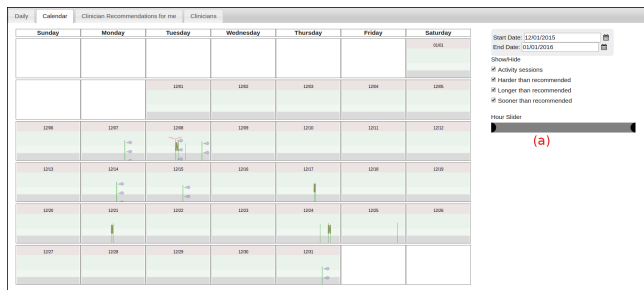 Daily Calendar Clinician Recommendations for me Clinicians
Sunday Monday Tuesday Wednesday Thursday Friday Saturday
01/01
12/01 12/02 12/03 12/04 12/05
12/06 12/07 12/08 12/09 12/10 12/11 12/12
12/13 12/14 12/15 12/16 12/17 12/18 12/19
12/20 12/21 12/22 12/23 12/24 12/25 12/26
12/27 12/28 12/29 12/30 12/31
Start Date: 12/01/2015
End Date: 01/01/2016
Show/Hide
Activity sessions
Harder than recommended
Longer than recommended
Sooner than recommended
Hour Slider
(a)